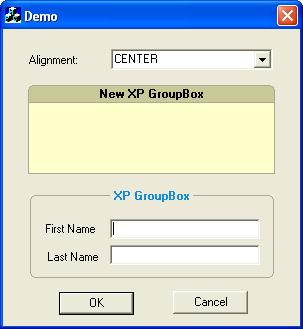 Demo
Alignment: CENTER
New XP GroupBox
XP GroupBox
First Name
Last Name
OK Cancel